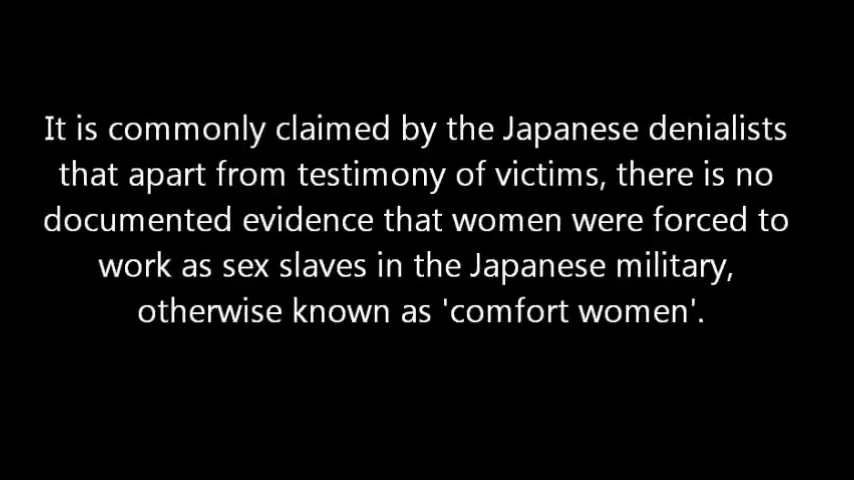 It is commonly claimed by the Japanese denialists
that apart from testimony of victims, there is no
documented evidence that women were forced to
work as sex slaves in the Japanese military,
otherwise known as 'comfort women'.